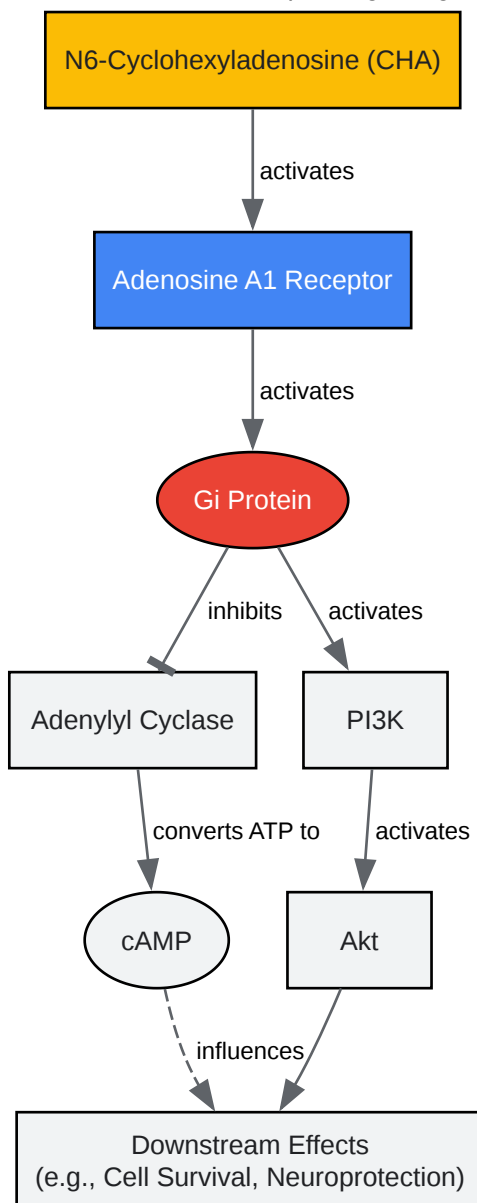 N6-Cyclohexyladenosine (CHA)
activates
Adenosine A1 Receptor
activates
Gi Protein
inhibits
activates
Adenylyl Cyclase
PI3K
converts ATP to
activates
cAMP
Akt
influences
Downstream Effects
(e.g., Cell Survival, Neuroprotection)